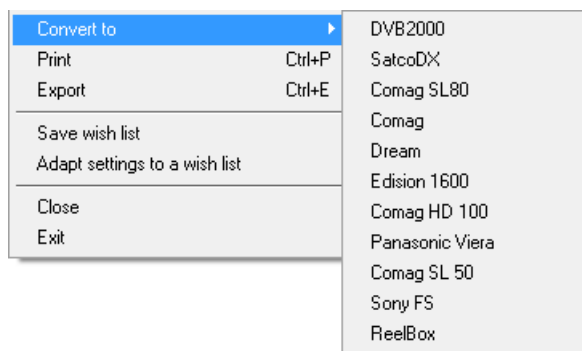 Convert to
Print Ctrl+P
Export Ctrl+E
Save wish list
Adapt settings to a wish list
Close
Exit
DVB2000
SatcoDX
Comag SL80
Comag
Dream
Edision 1600
Comag HD 100
Panasonic Viera
Comag SL 50
Sony FS
ReelBox